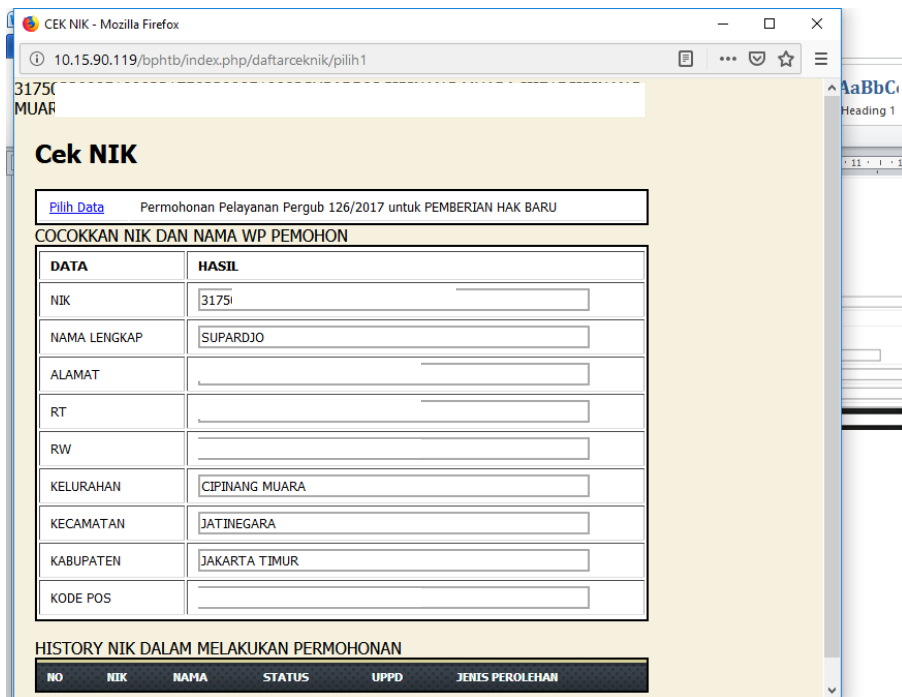 CEK NIK - Mozilla Firefox
10.15.90.119/bphtb/index.php/daftarceknik/pilih1
AaBbC
Heading 1
MUAR
Cek NIK
Pilih Data Permohonan Pelayanan Pergub 126/2017 untuk PEMBERIAN HAK BARU
COCOKKAN NIK DAN NAMA WP PEMOHON
DATA HASIL
NIK 3175
NAMA LENGKAP SUPARDJO
ALAMAT
RT
RW
KELURAHAN CIPINANG MUARA
KECAMATAN JATINEGARA
KABUPATEN JAKARTA TIMUR
KODE POS
HISTORY NIK DALAM MELAKUKAN PERMOHONAN
NO NIK NAMA STATUS UPPD JENIS PEROLEHAN